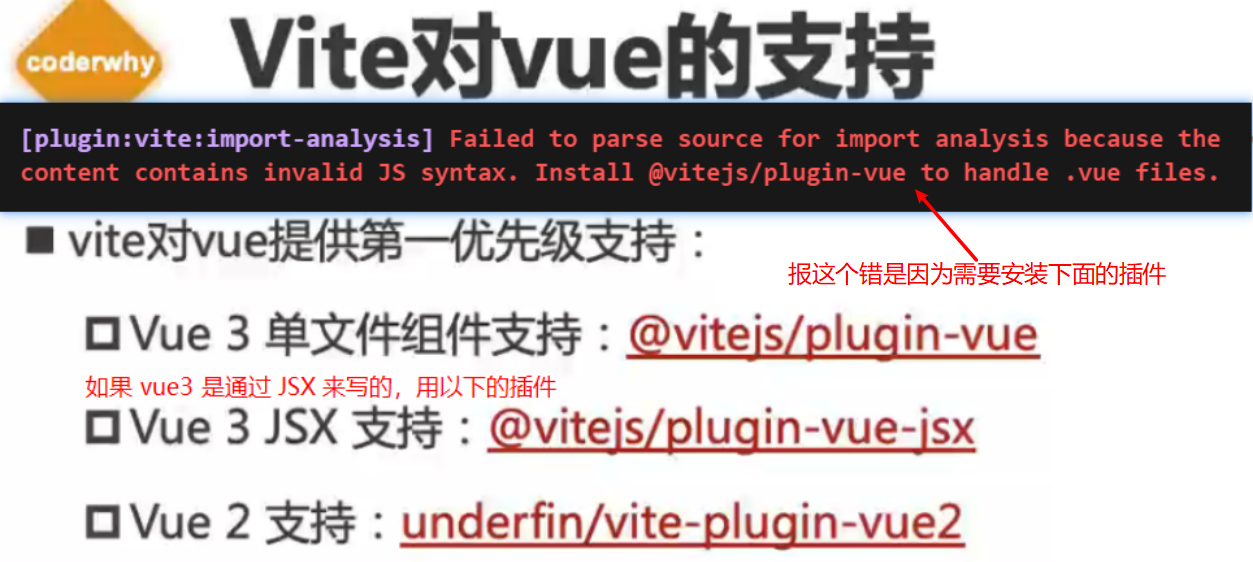 coderwhy
Vite对vue的支持
[plugin:vite:import-analysis] Failed to parse source for import analysis because the
content contains invalid JS syntax. Install @vitejs/plugin-vue to handle .vue files.
vite对vue提供第一优先级支持：
报这个错是因为需要安装下面的插件
Vue 3 单文件组件支持：@vitejs/plugin-vue
如果 vue3 是通过 JSX 来写的，用以下的插件
Vue 3 JSX 支持：@vitejs/plugin-vue-jsx
Vue 2 支持：underfin/vite-plugin-vue2